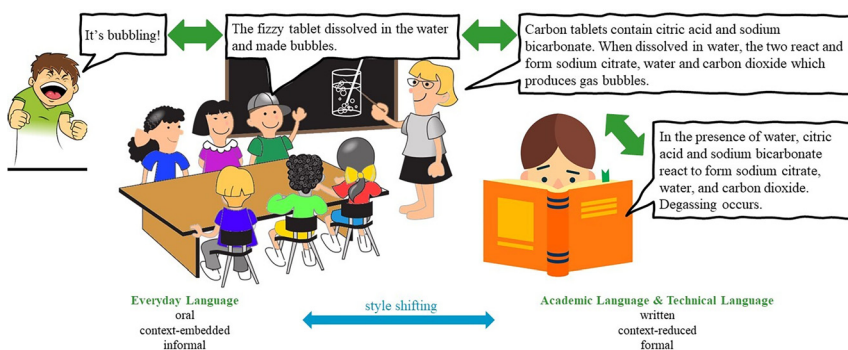 It's bubbling!
The fizzy tablet dissolved in the water
and made bubbles.
Carbon tablets contain citric acid and sodium
bicarbonate. When dissolved in water, the two react and
form sodium citrate, water and carbon dioxide which
produces gas bubbles.
In the presence of water, citric
acid and sodium bicarbonate
react to form sodium citrate,
water, and carbon dioxide.
Degassing occurs.
Everyday Language
oral
context-embedded
informal
style shifting
Academic Language & Technical Language
written
context-reduced
formal